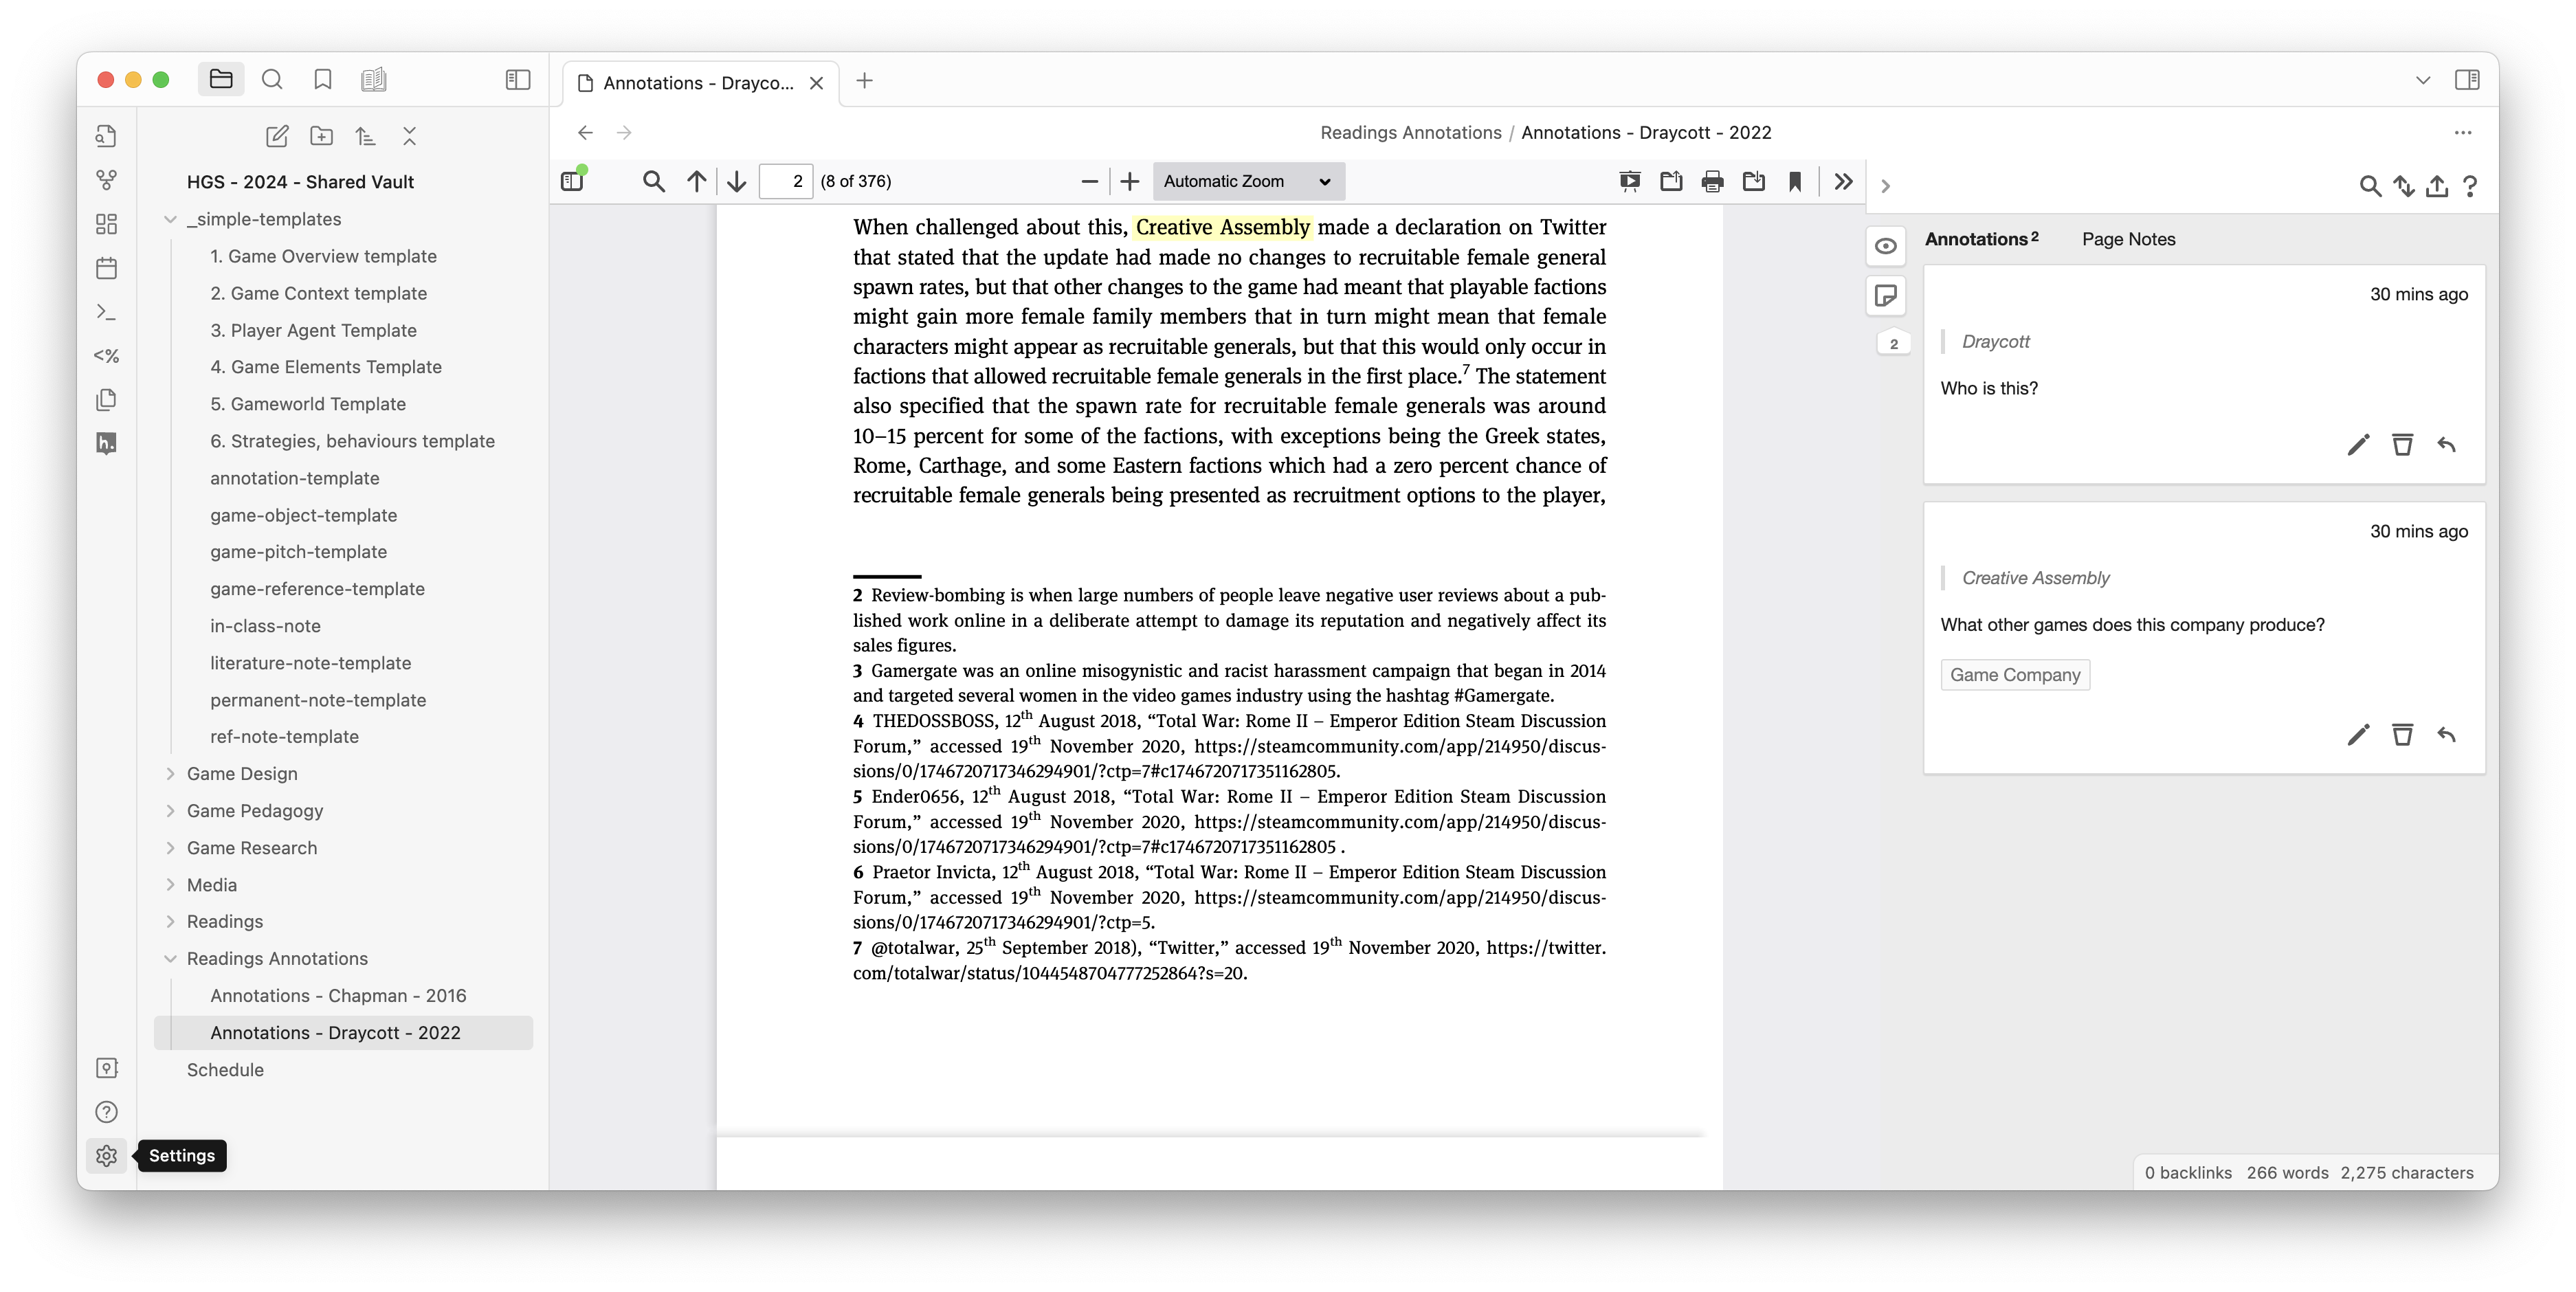 Annotations - Drayco...
Readings Annotations / Annotations - Draycott - 2022
HGS - 2024 - Shared Vault
_simple-templates
1. Game Overview template
2. Game Context template
3. Player Agent Template
4. Game Elements Template
5. Gameworld Template
6. Strategies, behaviours template
annotation-template
game-object-template
game-pitch-template
game-reference-template
in-class-note
literature-note-template
permanent-note-template
ref-note-template
Game Design
Game Pedagogy
Game Research
Media
Readings
Readings Annotations
Annotations - Chapman - 2016
Annotations - Draycott - 2022
Schedule
<%
h.
Settings
2 (8 of 376)
Automatic Zoom
When challenged about this, Creative Assembly made a declaration on Twitter
that stated that the update had made no changes to recruitable female general
spawn rates, but that other changes to the game had meant that playable factions
might gain more female family members that in turn might mean that female
characters might appear as recruitable generals, but that this would only occur in
factions that allowed recruitable female generals in the first place.7 The statement
also specified that the spawn rate for recruitable female generals was around
10–15 percent for some of the factions, with exceptions being the Greek states,
Rome, Carthage, and some Eastern factions which had a zero percent chance of
recruitable female generals being presented as recruitment options to the player,
2 Review-bombing is when large numbers of people leave negative user reviews about a pub-
lished work online in a deliberate attempt to damage its reputation and negatively affect its
sales figures.
3 Gamergate was an online misogynistic and racist harassment campaign that began in 2014
and targeted several women in the video games industry using the hashtag #Gamergate.
4 THEDOSSBOSS, 12th August 2018, “Total War: Rome II – Emperor Edition Steam Discussion
Forum,” accessed 19th November 2020, https://steamcommunity.com/app/214950/discus-
sions/0/1746720717346294901/?ctp=7#c1746720717351162805.
5 Ender0656, 12th August 2018, “Total War: Rome II – Emperor Edition Steam Discussion
Forum,” accessed 19th November 2020, https://steamcommunity.com/app/214950/discus-
sions/0/1746720717346294901/?ctp=7#c1746720717351162805 .
6 Praetor Invicta, 12th August 2018, “Total War: Rome II – Emperor Edition Steam Discussion
Forum,” accessed 19th November 2020, https://steamcommunity.com/app/214950/discus-
sions/0/1746720717346294901/?ctp=5.
7 @totalwar, 25th September 2018), “Twitter,” accessed 19th November 2020, https://twitter.
com/totalwar/status/1044548704777252864?s=20.
2
Annotations 2 Page Notes
30 mins ago
Draycott
Who is this?
30 mins ago
Creative Assembly
What other games does this company produce?
Game Company
0 backlinks 266 words 2,275 characters